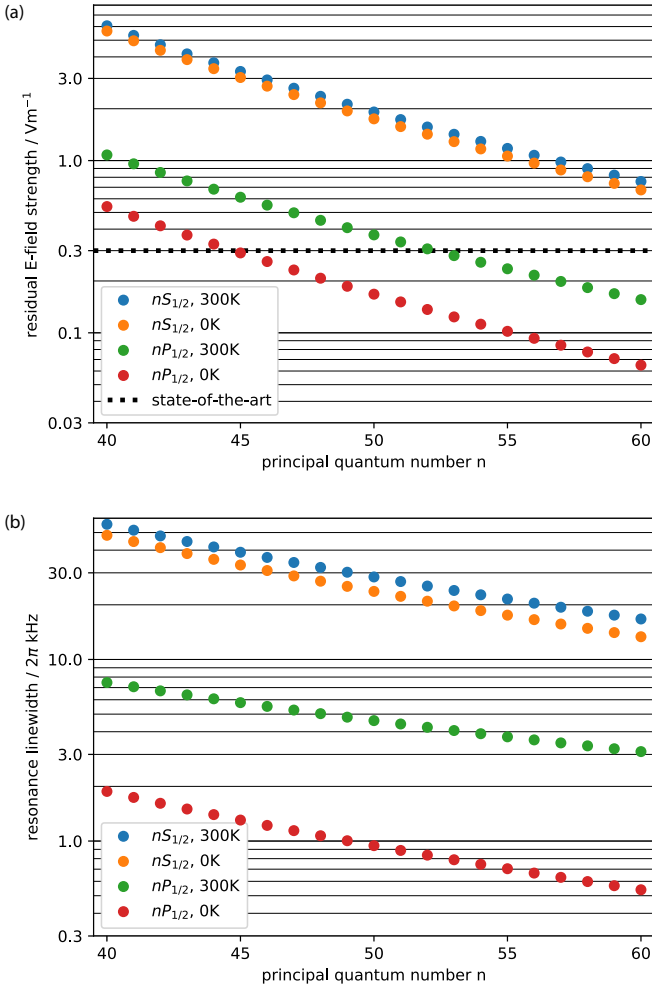 (a)
residual E-field strength / Vm⁻¹
3.0
1.0
0.3
0.1
0.03
nS₁/₂, 300K
nS₁/₂, 0K
nP₁/₂, 300K
nP₁/₂, 0K
state-of-the-art
40 45 50 55 60
principal quantum number n
(b)
resonance linewidth / 2π kHz
30.0
10.0
3.0
1.0
0.3
nS₁/₂, 300K
nS₁/₂, 0K
nP₁/₂, 300K
nP₁/₂, 0K
40 45 50 55 60
principal quantum number n